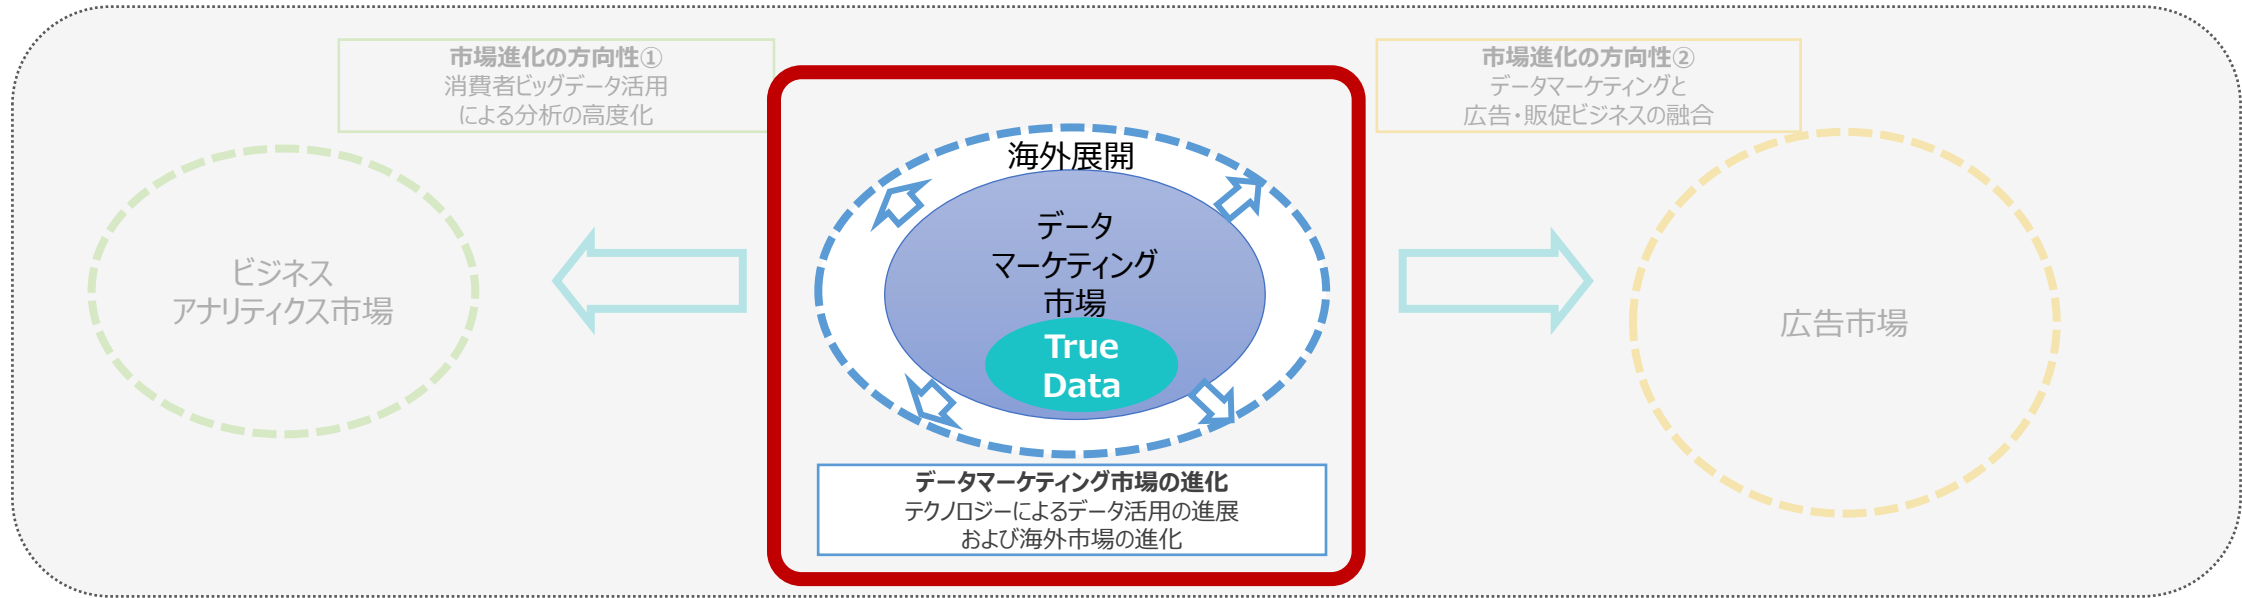 市場進化の方向性①
消費者ビッグデータ活用
による分析の高度化
市場進化の方向性②
データマーケティングと
広告・販促ビジネスの融合
海外展開
データ
マーケティング
市場
True
Data
ビジネス
アナリティクス市場
広告市場
データマーケティング市場の進化
テクノロジーによるデータ活用の進展
および海外市場の進化